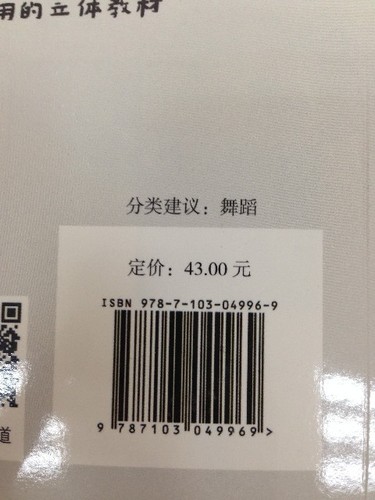 用的立体教材
分类建议：舞蹈
定价：43.00 元
ISBN 978-7-103-04996-9
9 787103 049969 >
道